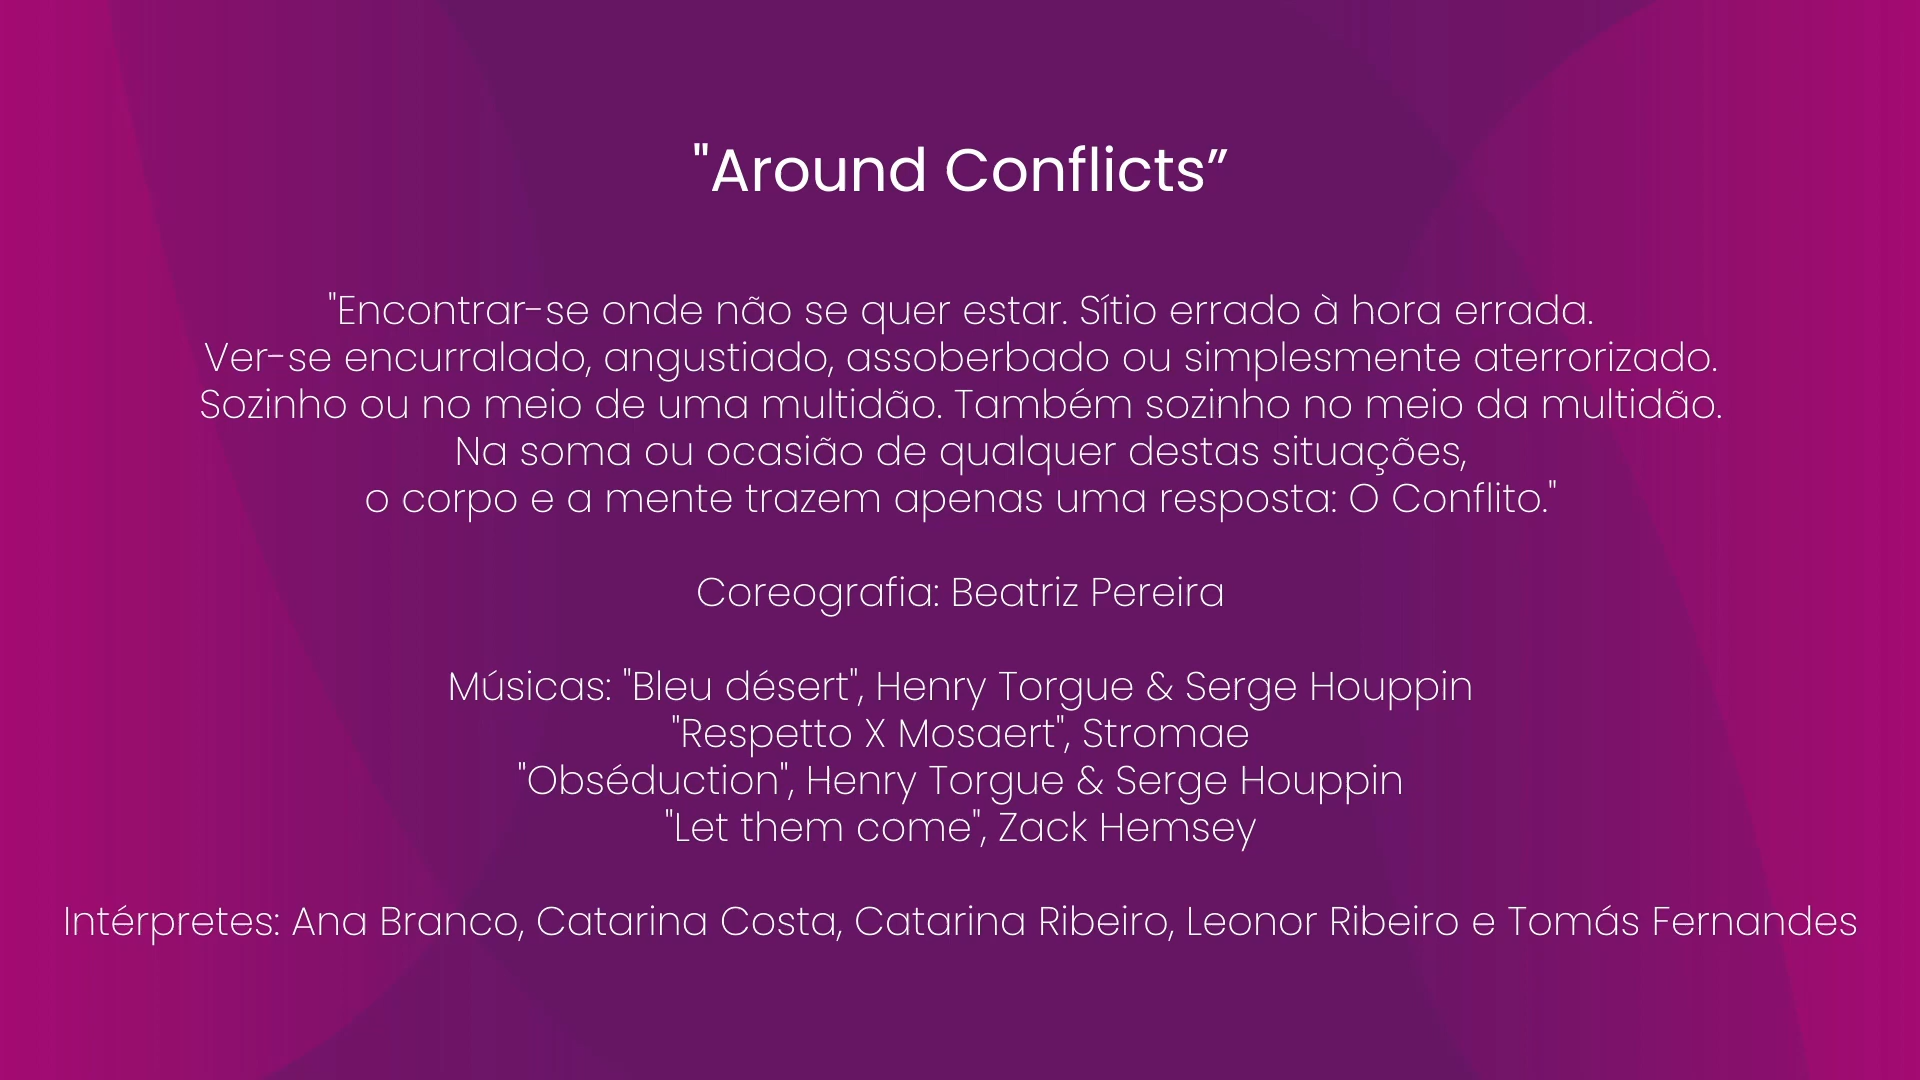 "Around Conflicts”
"Encontrar-se onde não se quer estar. Sítio errado à hora errada.
Ver-se encurralado, angustiado, assoberbado ou simplesmente aterrorizado.
Sozinho ou no meio de uma multidão. Também sozinho no meio da multidão.
Na soma ou ocasião de qualquer destas situações,
o corpo e a mente trazem apenas uma resposta: O Conflito."
Coreografia: Beatriz Pereira
Músicas: "Bleu désert", Henry Torgue & Serge Houppin
"Respetto X Mosaert", Stromae
"Obséduction", Henry Torgue & Serge Houppin
"Let them come", Zack Hemsey
Intérpretes: Ana Branco, Catarina Costa, Catarina Ribeiro, Leonor Ribeiro e Tomás Fernandes